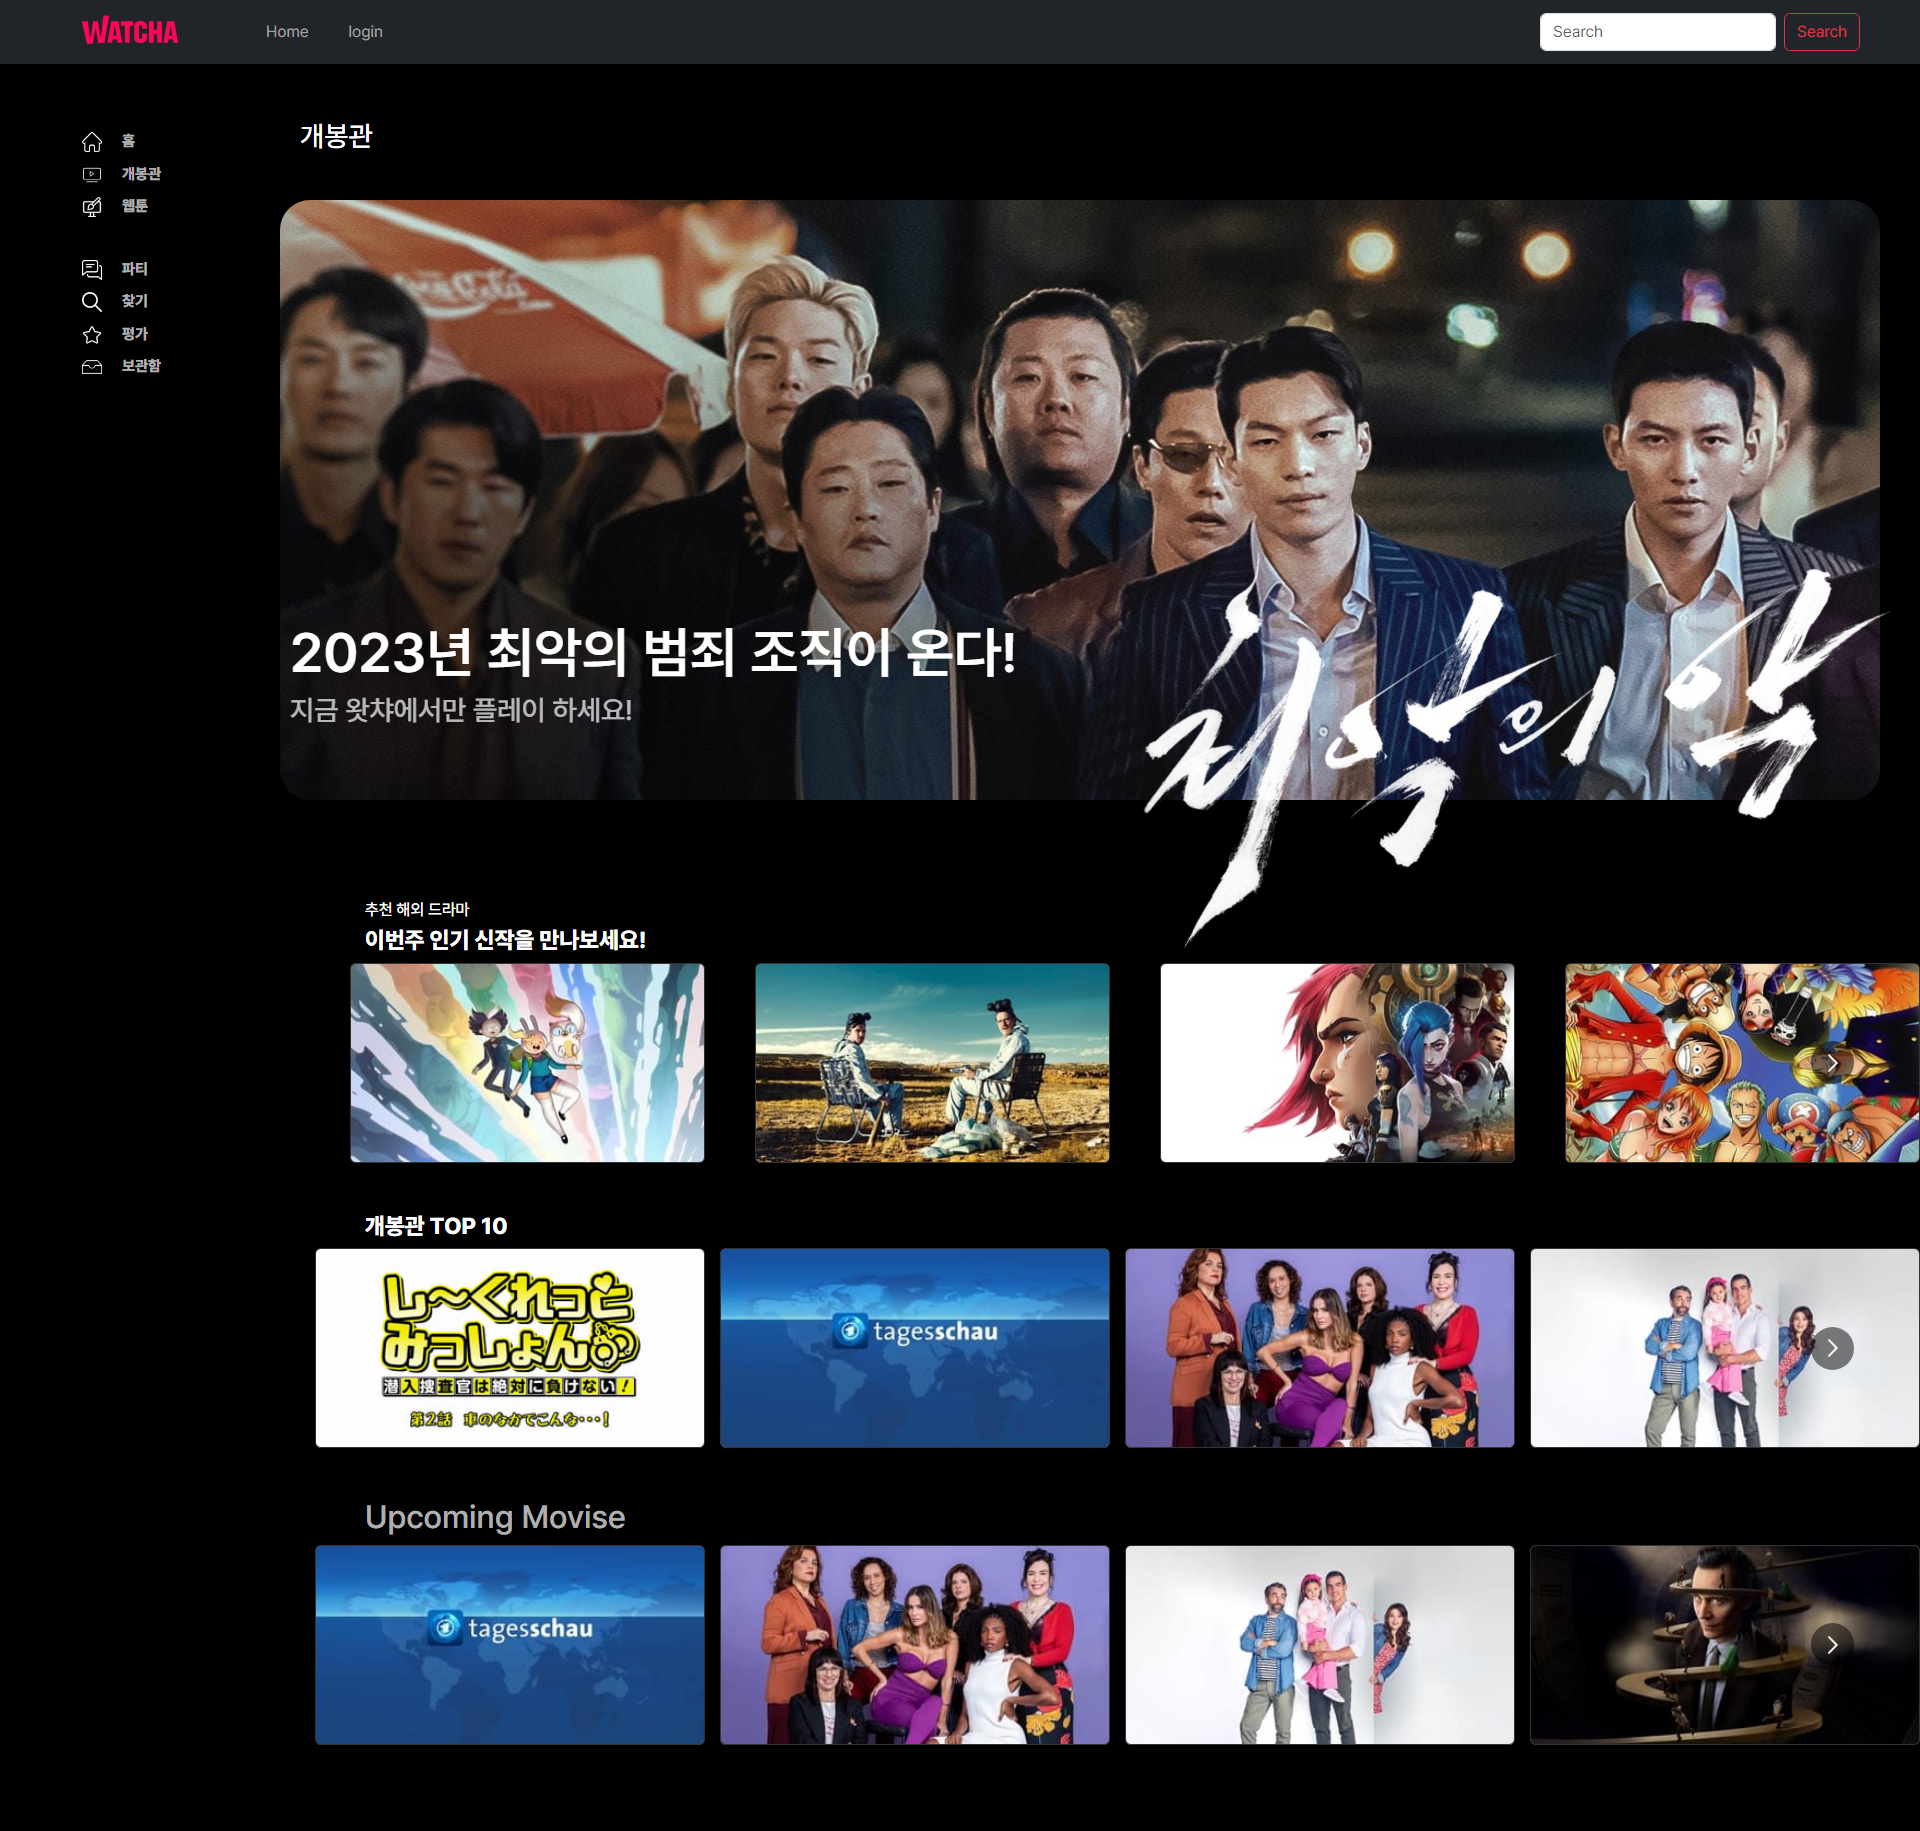 WATCHA
Home
login
Search
Search
홈
개봉관
웹툰
파티
찾기
평가
보관함
개봉관
Coca-Cola
2023년 최악의 범죄 조직이 온다!
지금 왓챠에서만 플레이 하세요!
최악의 악
추천 해외 드라마
이번주 인기 신작을 만나보세요!
개봉관 TOP 10
し～くれっと
みっしょん
潜入捜査官は絶対に負けない！
第2話 車のなかでこんな・・・！
tagesschau
Upcoming Movise
tagesschau